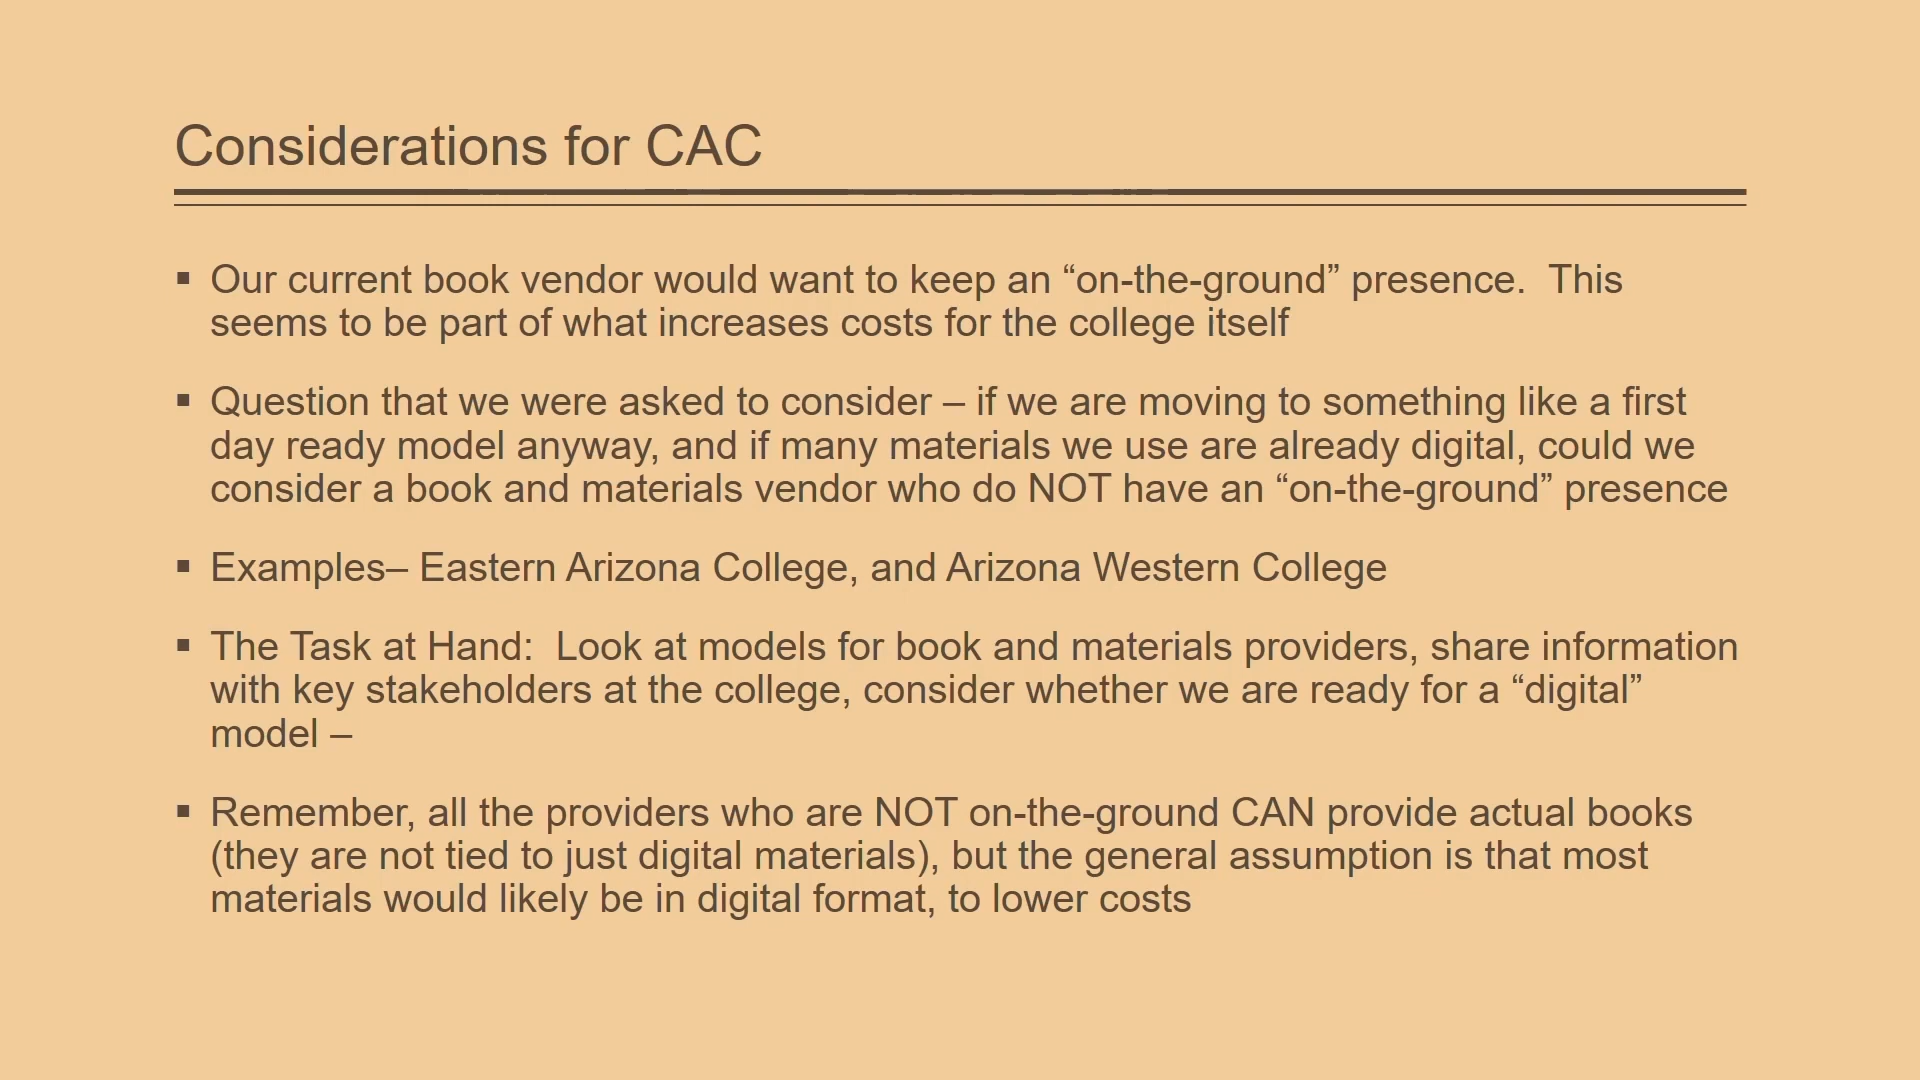 Considerations for CAC
▪ Our current book vendor would want to keep an “on-the-ground” presence.  This
seems to be part of what increases costs for the college itself
▪ Question that we were asked to consider – if we are moving to something like a first
day ready model anyway, and if many materials we use are already digital, could we
consider a book and materials vendor who do NOT have an “on-the-ground” presence
▪ Examples– Eastern Arizona College, and Arizona Western College
▪ The Task at Hand:  Look at models for book and materials providers, share information
with key stakeholders at the college, consider whether we are ready for a “digital”
model –
▪ Remember, all the providers who are NOT on-the-ground CAN provide actual books
(they are not tied to just digital materials), but the general assumption is that most
materials would likely be in digital format, to lower costs